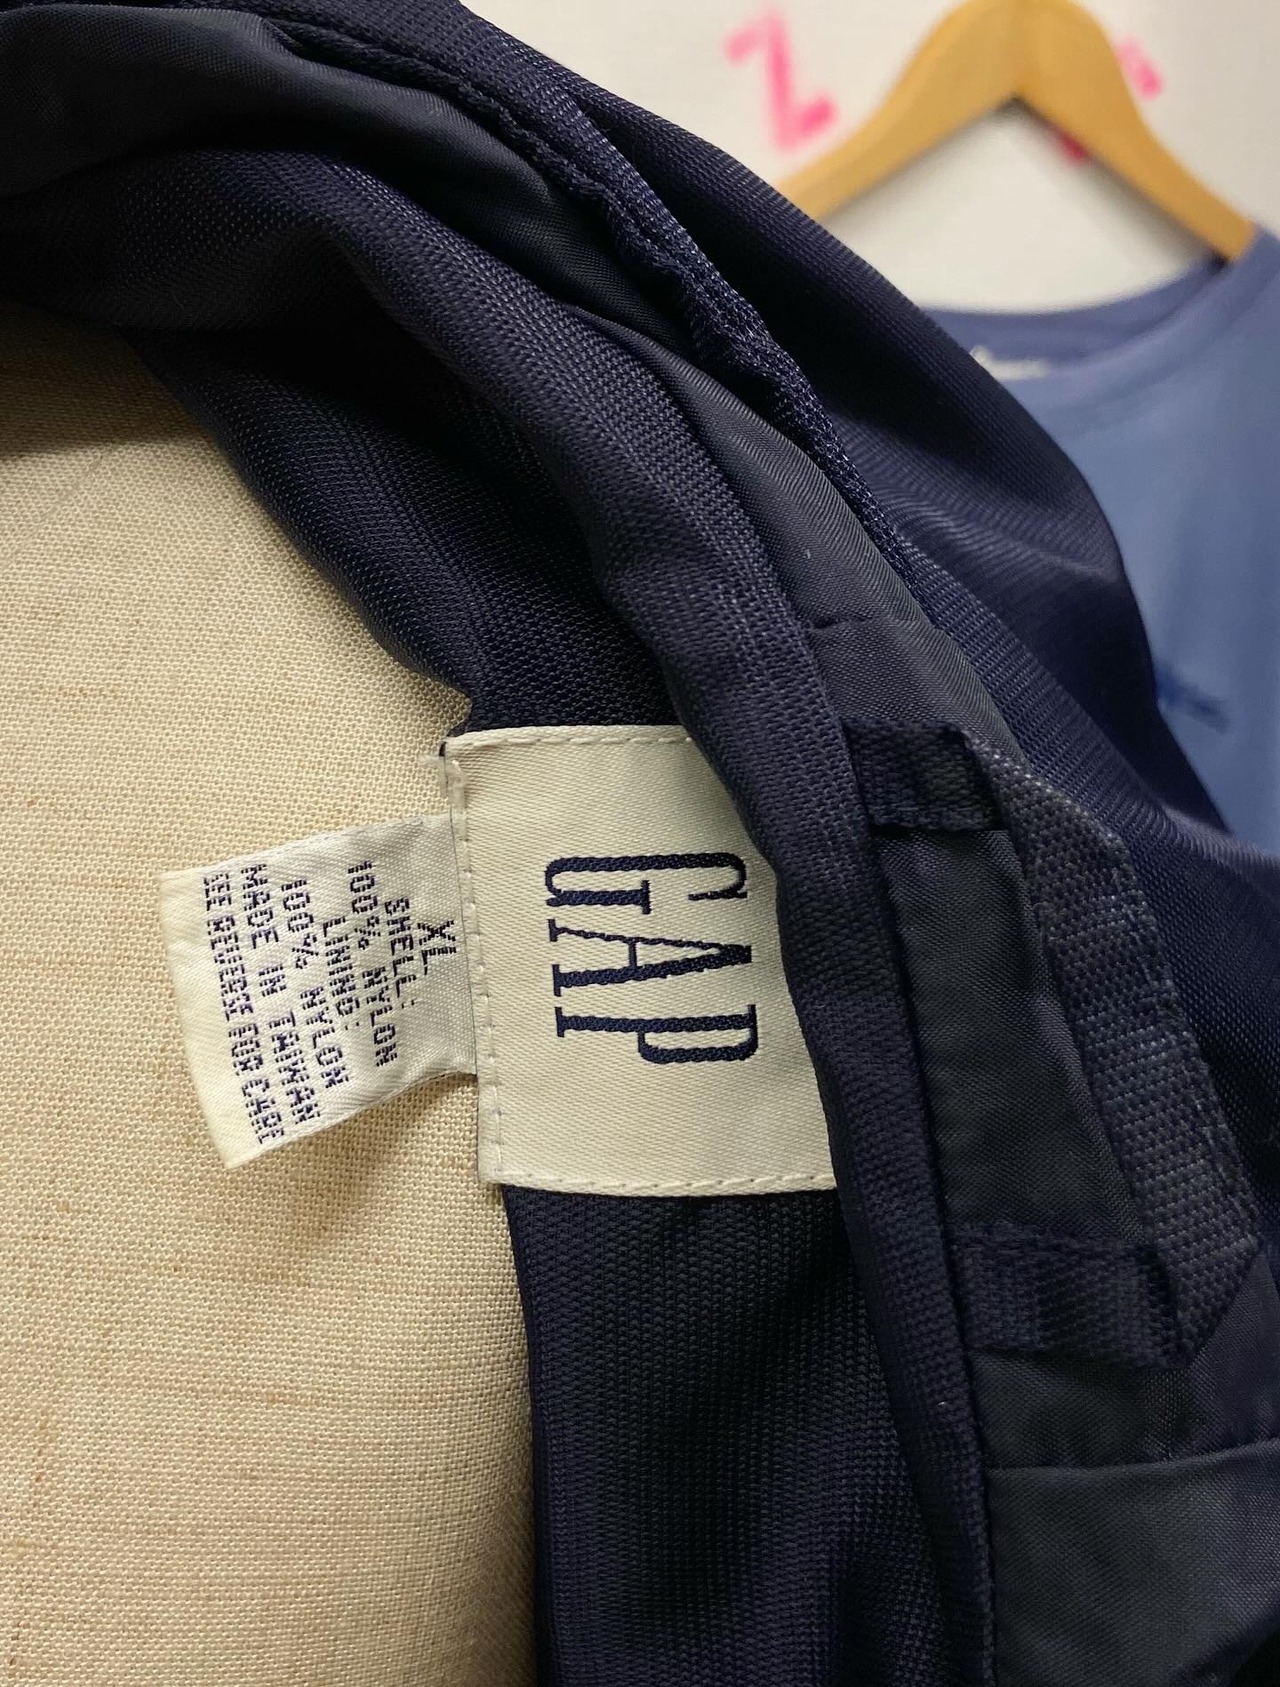 GAP
XL
SHELL:
100% NYLON
LINING:
100% NYLON
MADE IN TAIWAN
SEE REVERSE FOR CARE